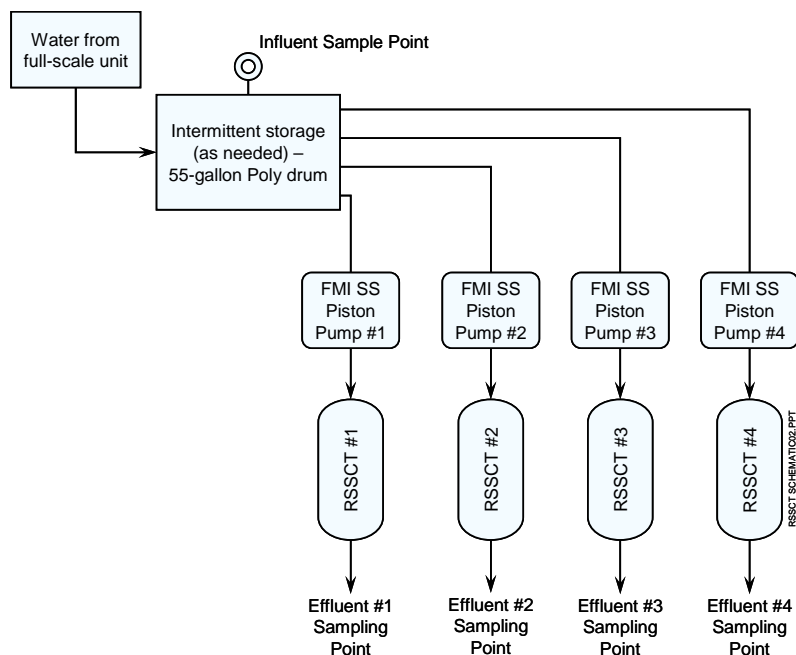 Water from
full-scale unit
Influent Sample Point
Intermittent storage
(as needed) –
55-gallon Poly drum
FMI SS
Piston
Pump #1
FMI SS
Piston
Pump #2
FMI SS
Piston
Pump #3
FMI SS
Piston
Pump #4
RSSCT #1
RSSCT #2
RSSCT #3
RSSCT #4
RSSCT SCHEMATIC02.PPT
Effluent #1
Sampling
Point
Effluent #2
Sampling
Point
Effluent #3
Sampling
Point
Effluent #4
Sampling
Point